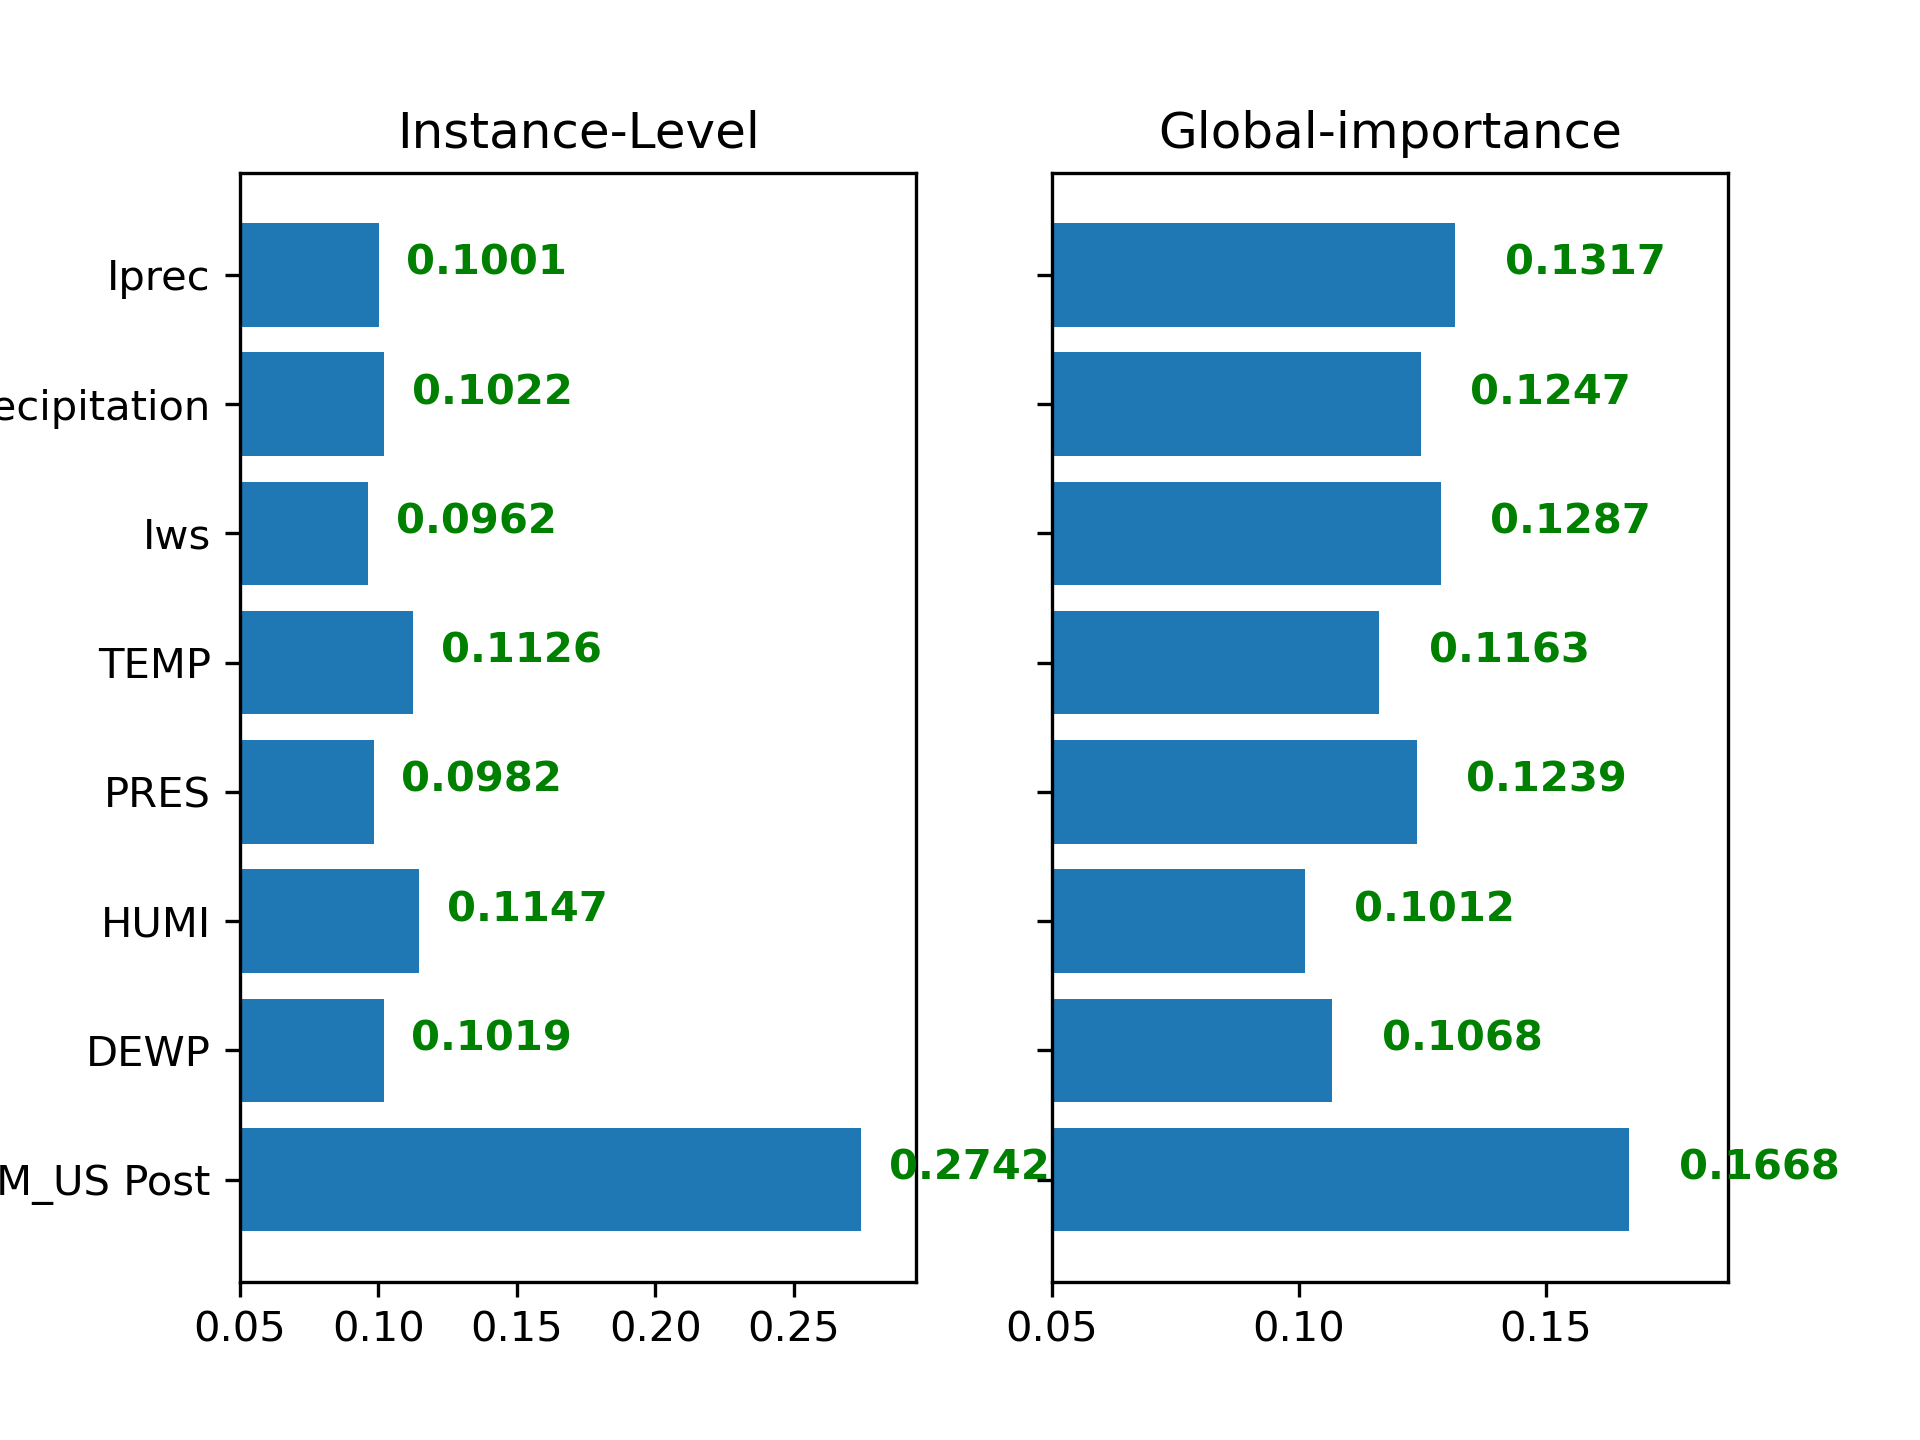 Instance-Level
Global-importance
Iprec
0.1001
0.1317
ecipitation
0.1022
0.1247
Iws
0.0962
0.1287
TEMP
0.1126
0.1163
PRES
0.0982
0.1239
HUMI
0.1147
0.1012
DEWP
0.1019
0.1068
M_US Post
0.2742
0.1668
0.05 0.10 0.15 0.20 0.25
0.05 0.10 0.15